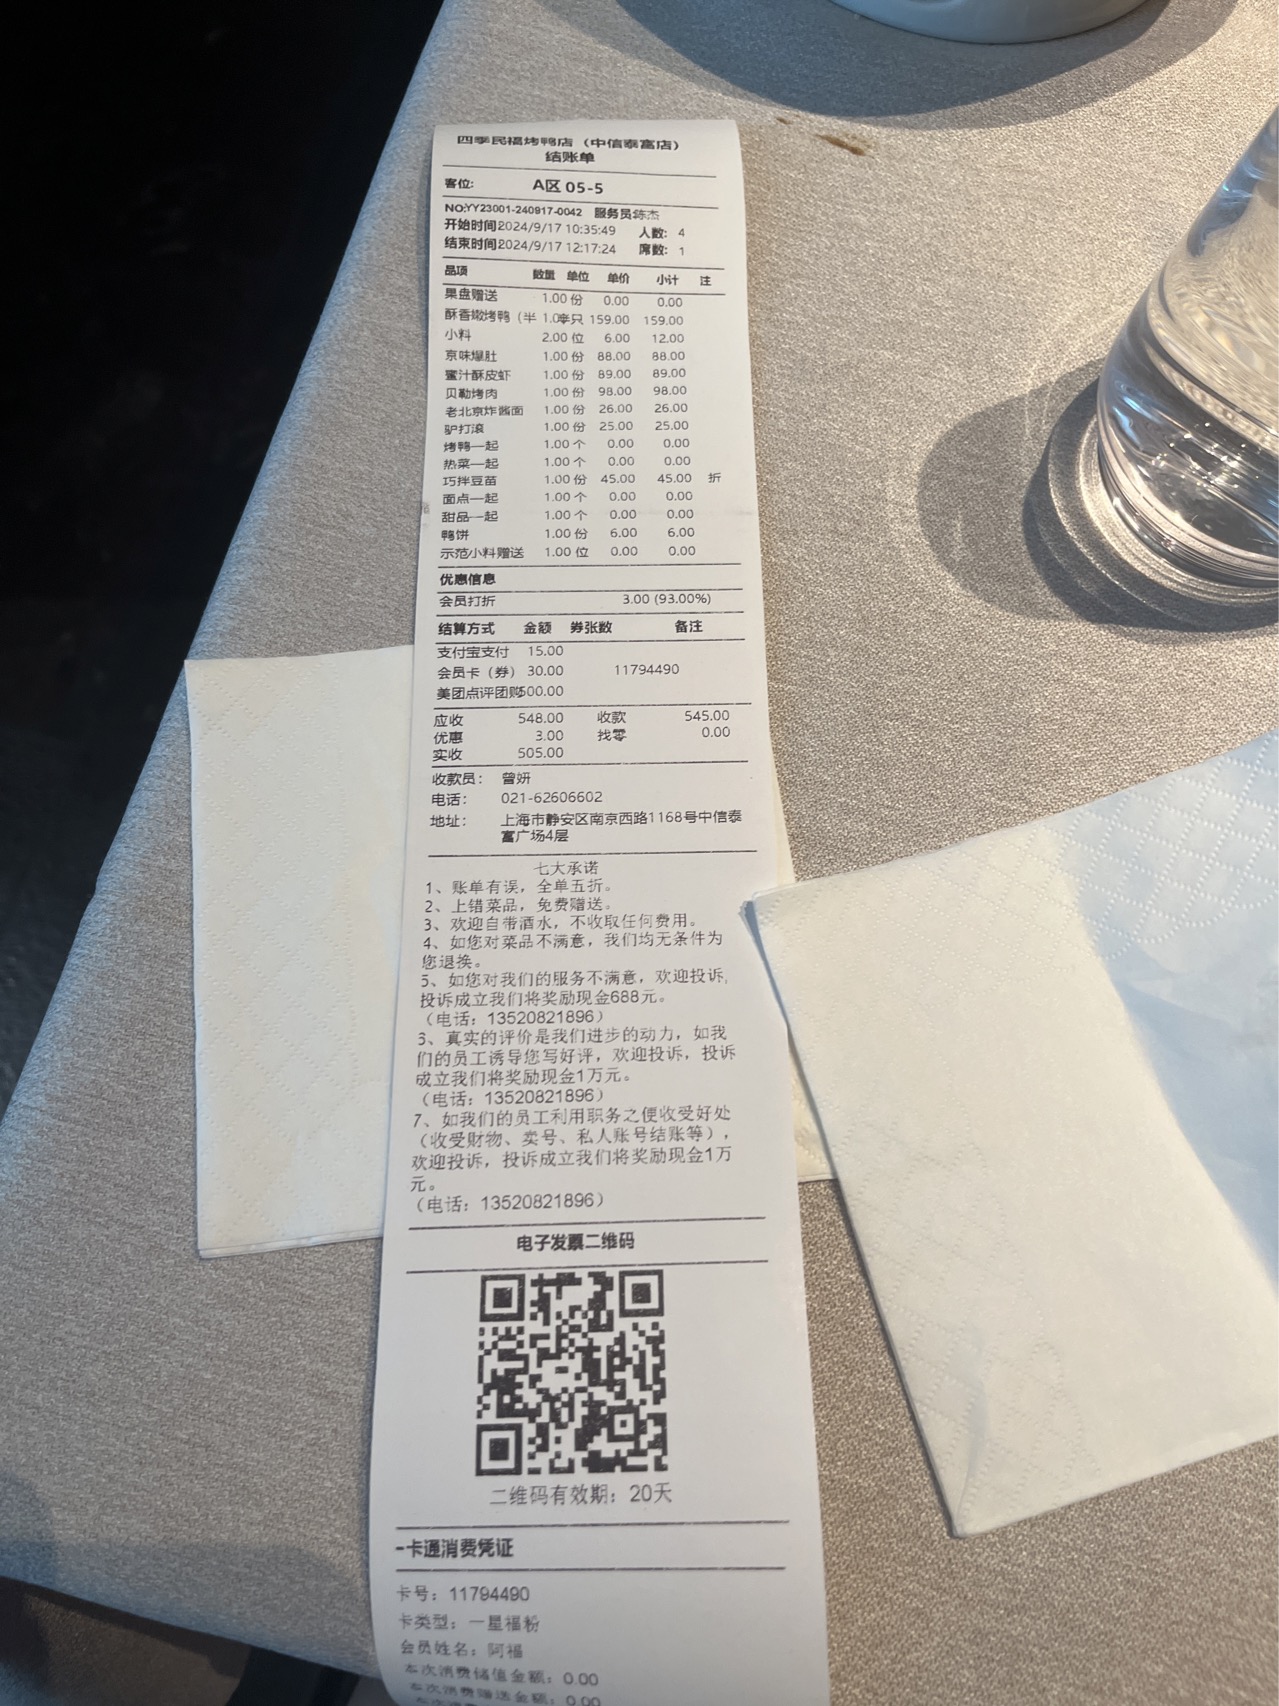 四季民福烤鸭店（中信泰富店）
结账单
客位: A区 05-5
NO:YY23001-240917-0042 服务员:陈杰
开始时间2024/9/17 10:35:49 人数: 4
结束时间2024/9/17 12:17:24 席数: 1
品项 数量 单位 单价 小计 注
果盘赠送 1.00 份 0.00 0.00
酥香嫩烤鸭（半 1.00 半只 159.00 159.00
小料 2.00 位 6.00 12.00
京味爆肚 1.00 份 88.00 88.00
蜜汁酥皮虾 1.00 份 89.00 89.00
贝勒烤肉 1.00 份 98.00 98.00
老北京炸酱面 1.00 份 26.00 26.00
驴打滚 1.00 份 25.00 25.00
烤鸭一起 1.00 个 0.00 0.00
热菜一起 1.00 个 0.00 0.00
巧拌豆苗 1.00 份 45.00 45.00 折
面点一起 1.00 个 0.00 0.00
甜品一起 1.00 个 0.00 0.00
鸭饼 1.00 份 6.00 6.00
示范小料赠送 1.00 位 0.00 0.00
优惠信息
会员打折 3.00 (93.00%)
结算方式 金额 券张数 备注
支付宝支付 15.00
会员卡（券） 30.00 11794490
美团点评团购500.00
应收 548.00 收款 545.00
优惠 3.00 找零 0.00
实收 505.00
收款员: 曾妍
电话: 021-62606602
地址: 上海市静安区南京西路1168号中信泰
富广场4层
七大承诺
1、账单有误，全单五折。
2、上错菜品，免费赠送。
3、欢迎自带酒水，不收取任何费用。
4、如您对菜品不满意，我们均无条件为
您退换。
5、如您对我们的服务不满意，欢迎投诉,
投诉成立我们将奖励现金688元。
（电话：13520821896）
3、真实的评价是我们进步的动力，如我
们的员工诱导您写好评，欢迎投诉，投诉
成立我们将奖励现金1万元。
（电话：13520821896）
7、如我们的员工利用职务之便收受好处
（收受财物、卖号、私人账号结账等），
欢迎投诉，投诉成立我们将奖励现金1万
元。
（电话：13520821896）
电子发票二维码
二维码有效期：20天
一卡通消费凭证
卡号：11794490
卡类型：一星福粉
会员姓名：阿福
本次消费储值金额：0.00
本次消费赠送金额：0.00